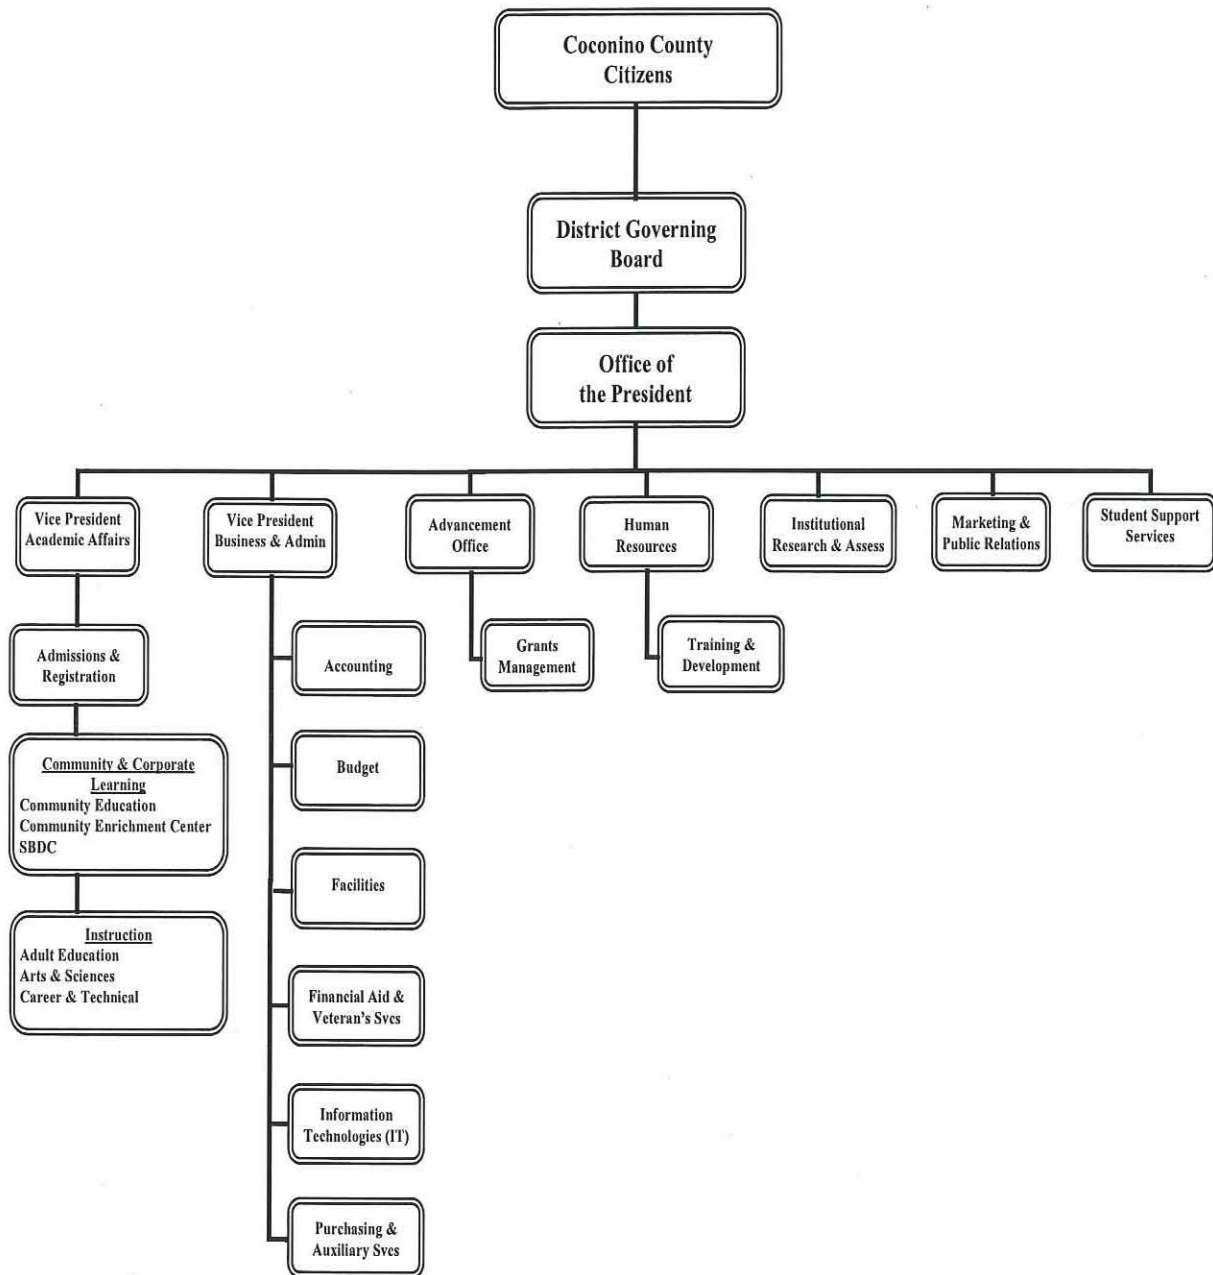 Coconino County
Citizens
District Governing
Board
Office of
the President
Vice President
Academic Affairs
Vice President
Business & Admin
Advancement
Office
Human
Resources
Institutional
Research & Assess
Marketing &
Public Relations
Student Support
Services
Admissions &
Registration
Community & Corporate
Learning
Community Education
Community Enrichment Center
SBDC
Instruction
Adult Education
Arts & Sciences
Career & Technical
Accounting
Budget
Facilities
Financial Aid &
Veteran's Svcs
Information
Technologies (IT)
Purchasing &
Auxiliary Svcs
Grants
Management
Training &
Development